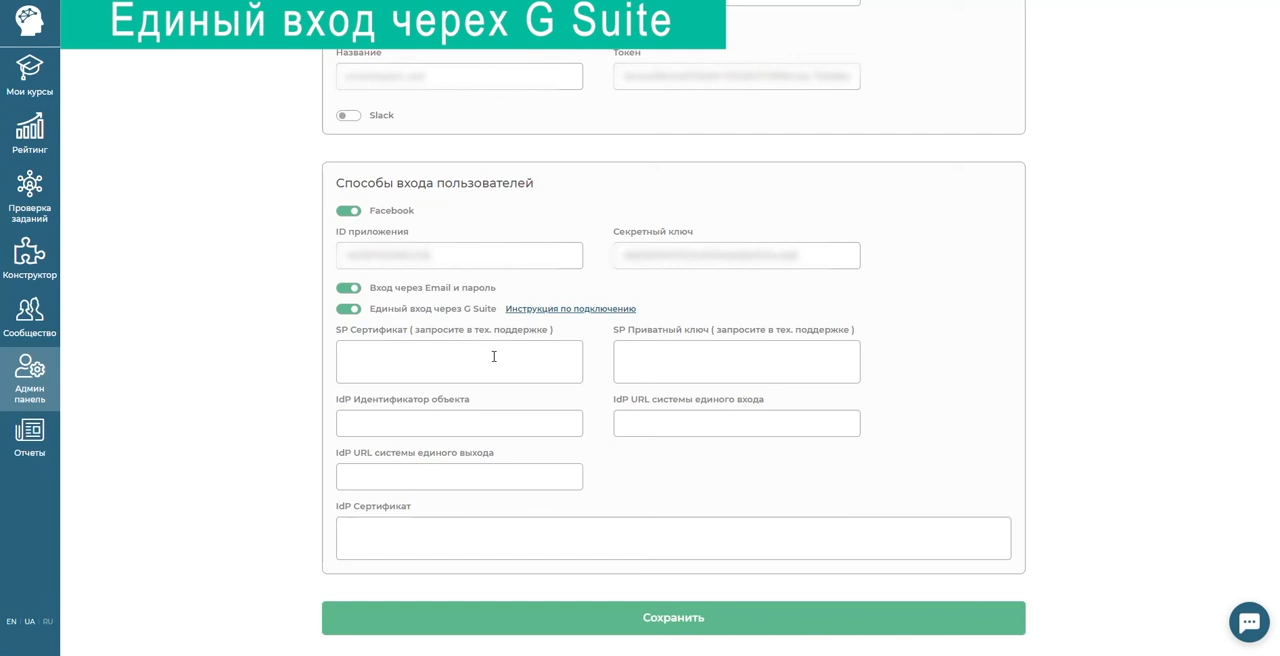 Единый вход черех G Suite
Мои курсы
Рейтинг
Проверка
заданий
Конструктор
Сообщество
Админ
панель
Отчеты
EN | UA | RU
Название
Токен
Slack
Способы входа пользователей
Facebook
ID приложения
Секретный ключ
Вход через Email и пароль
Единый вход через G Suite Инструкция по подключению
SP Сертификат ( запросите в тех. поддержке )
SP Приватный ключ ( запросите в тех. поддержке )
IdP Идентификатор объекта
IdP URL системы единого входа
IdP URL системы единого выхода
IdP Сертификат
Сохранить